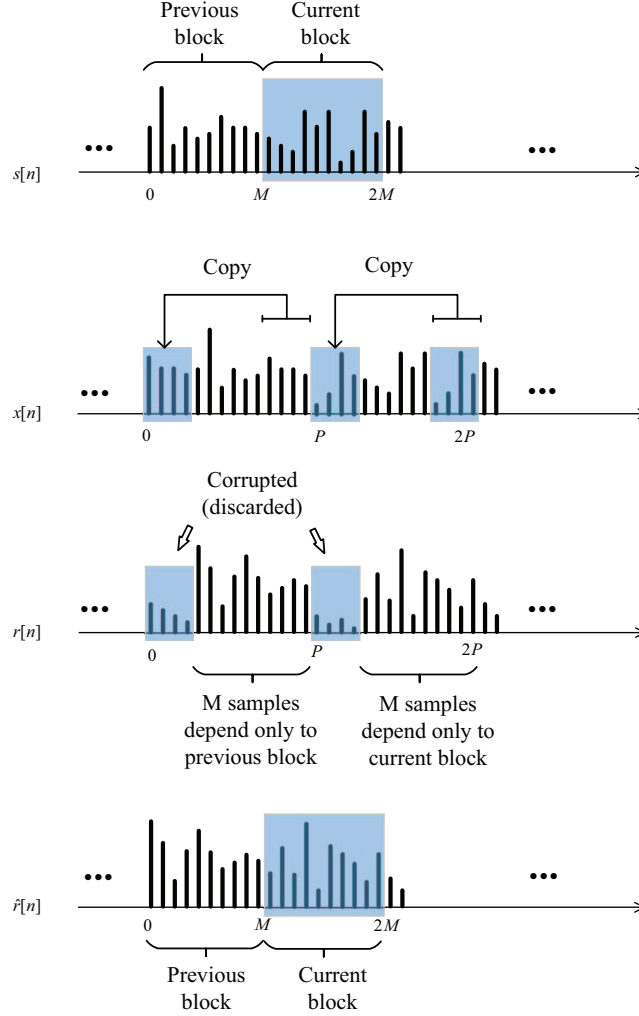 Previous block
Current block
•••
•••
s[n]
0
M
2M
Copy
Copy
•••
•••
x[n]
0
P
2P
Corrupted
(discarded)
•••
•••
r[n]
0
P
2P
M samples
depend only to
previous block
M samples
depend only to
current block
•••
•••
r̂[n]
0
M
2M
Previous block
Current block